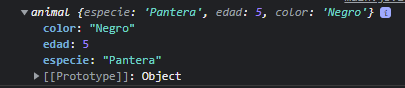 animal {especie: 'Pantera', edad: 5, color: 'Negro'} i
color: "Negro"
edad: 5
especie: "Pantera"
[[Prototype]]: Object